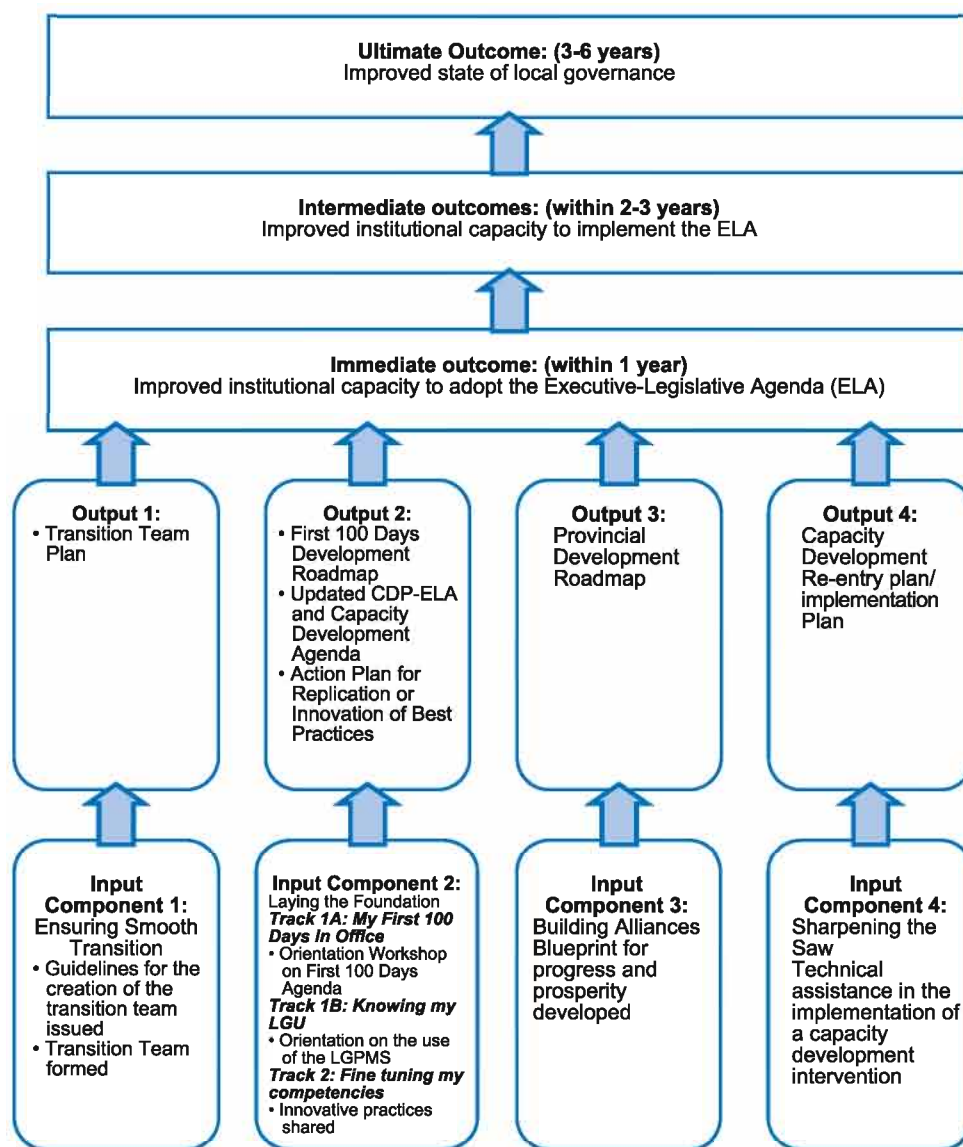 Ultimate Outcome: (3-6 years)
Improved state of local governance
Intermediate outcomes: (within 2-3 years)
Improved institutional capacity to implement the ELA
Immediate outcome: (within 1 year)
Improved institutional capacity to adopt the Executive-Legislative Agenda (ELA)
Output 1:
• Transition Team
Plan
Output 2:
• First 100 Days
Development
Roadmap
• Updated CDP-ELA
and Capacity
Development
Agenda
• Action Plan for
Replication or
Innovation of Best
Practices
Output 3:
Provincial
Development
Roadmap
Output 4:
Capacity
Development
Re-entry plan/
implementation
Plan
Input
Component 1:
Ensuring Smooth
Transition
• Guidelines for the
creation of the
transition team
issued
• Transition Team
formed
Input Component 2:
Laying the Foundation
Track 1A: My First 100
Days in Office
• Orientation Workshop
on First 100 Days
Agenda
Track 1B: Knowing my
LGU
• Orientation on the use
of the LGPMS
Track 2: Fine tuning my
competencies
• Innovative practices
shared
Input
Component 3:
Building Alliances
Blueprint for
progress and
prosperity
developed
Input
Component 4:
Sharpening the
Saw
Technical
assistance in the
implementation of
a capacity
development
intervention